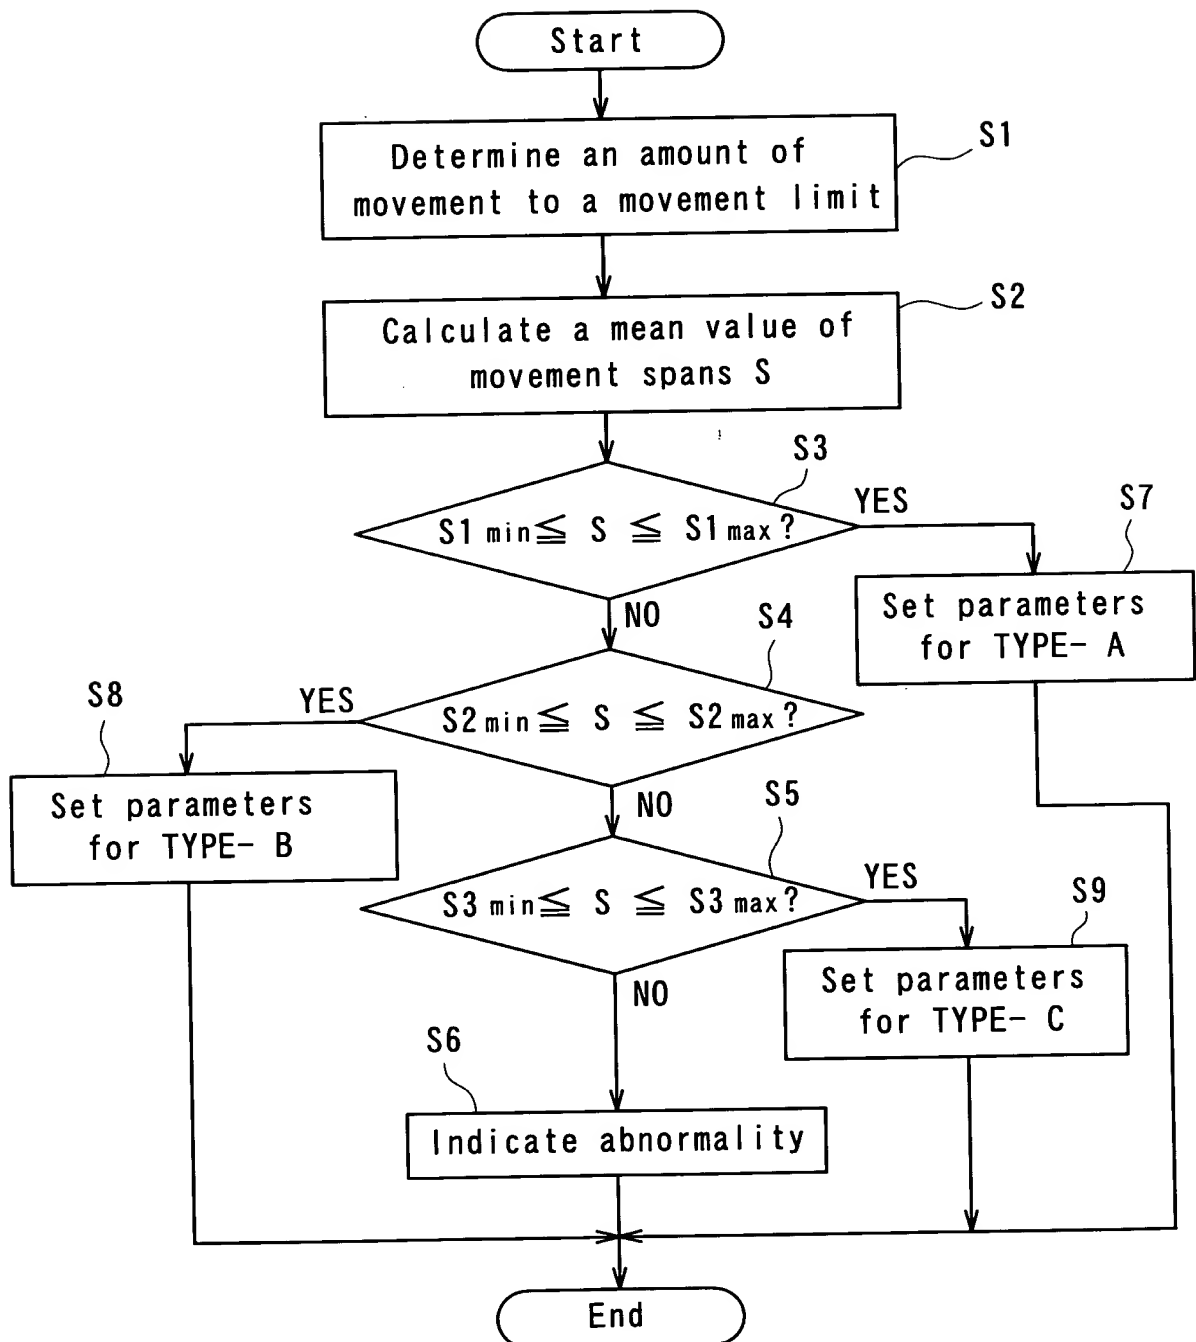 Start
S1
Determine an amount of
movement to a movement limit
S2
Calculate a mean value of
movement spans S
S3
S1 min≦ S ≦ S1 max?
YES
S7
Set parameters
for TYPE- A
NO
S4
S2 min≦ S ≦ S2 max?
YES
S8
Set parameters
for TYPE- B
NO
S5
S3 min≦ S ≦ S3 max?
YES
S9
Set parameters
for TYPE- C
NO
S6
Indicate abnormality
End